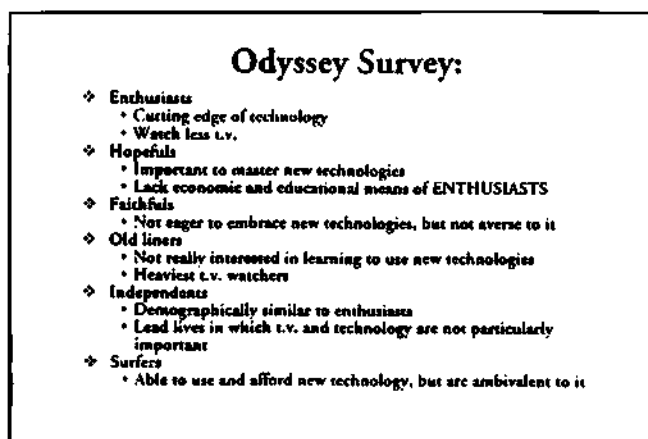 Odyssey Survey:
❖ Enthusiasts
• Cutting edge of technology
• Watch less t.v.
❖ Hopefuls
• Important to master new technologies
• Lack economic and educational means of ENTHUSIASTS
❖ Faithfuls
• Not eager to embrace new technologies, but not averse to it
❖ Old liners
• Not really interested in learning to use new technologies
• Heaviest t.v. watchers
❖ Independents
• Demographically similar to enthusiasts
• Lead lives in which t.v. and technology are not particularly
important
❖ Surfers
• Able to use and afford new technology, but are ambivalent to it